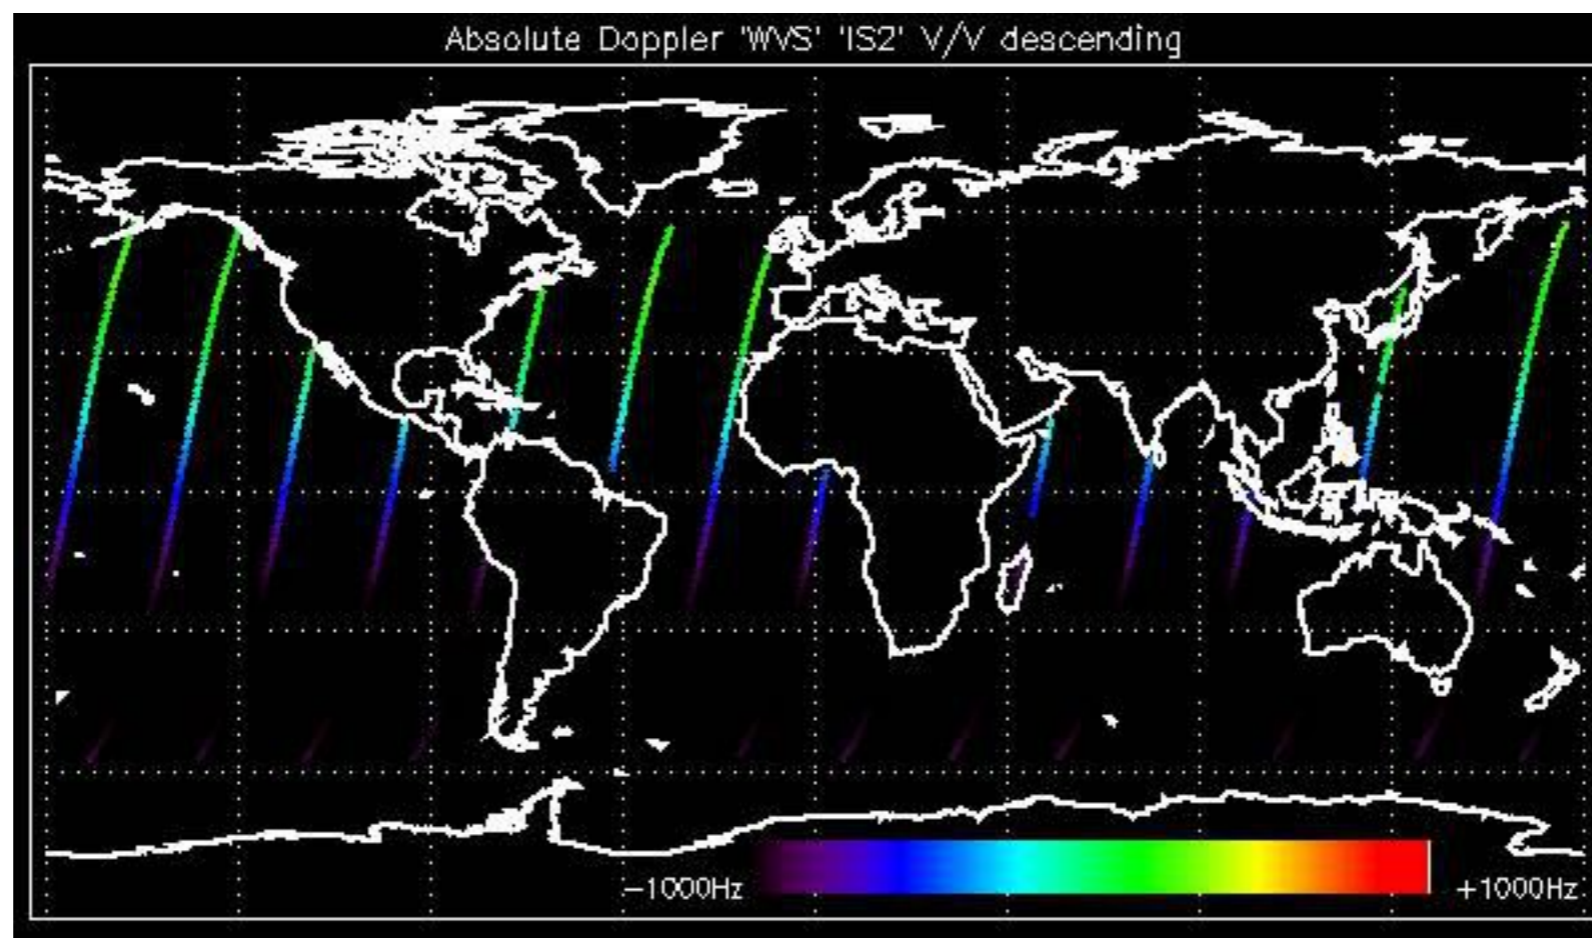 Absolute Doppler 'WVS' 'IS2' V/V descending
-1000Hz +1000Hz